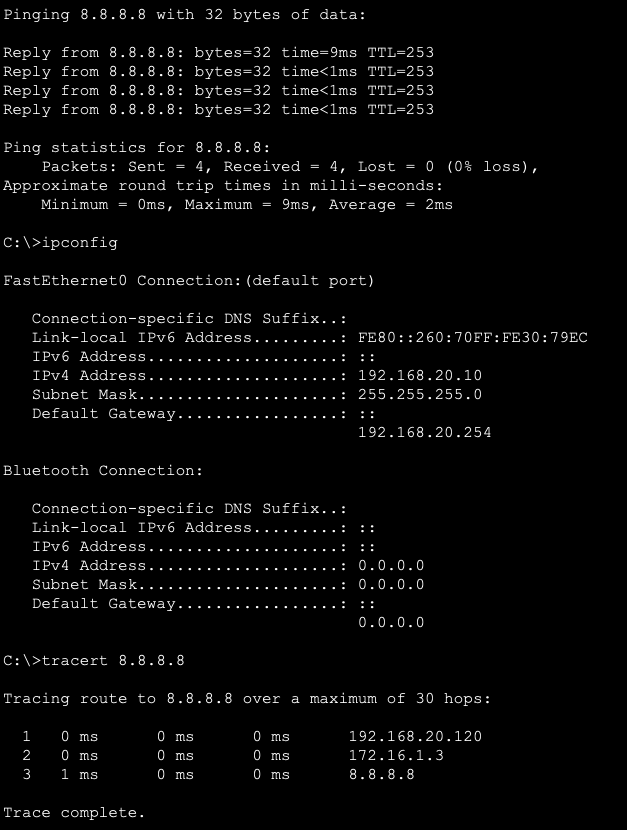 Pinging 8.8.8.8 with 32 bytes of data:
Reply from 8.8.8.8: bytes=32 time=9ms TTL=253
Reply from 8.8.8.8: bytes=32 time<1ms TTL=253
Reply from 8.8.8.8: bytes=32 time<1ms TTL=253
Reply from 8.8.8.8: bytes=32 time<1ms TTL=253
Ping statistics for 8.8.8.8:
Packets: Sent = 4, Received = 4, Lost = 0 (0% loss),
Approximate round trip times in milli-seconds:
Minimum = 0ms, Maximum = 9ms, Average = 2ms
C:\>ipconfig
FastEthernet0 Connection:(default port)
Connection-specific DNS Suffix..:
Link-local IPv6 Address.........: FE80::260:70FF:FE30:79EC
IPv6 Address....................: ::
IPv4 Address....................: 192.168.20.10
Subnet Mask.....................: 255.255.255.0
Default Gateway.................: ::
192.168.20.254
Bluetooth Connection:
Connection-specific DNS Suffix..:
Link-local IPv6 Address.........: ::
IPv6 Address....................: ::
IPv4 Address....................: 0.0.0.0
Subnet Mask.....................: 0.0.0.0
Default Gateway.................: ::
0.0.0.0
C:\>tracert 8.8.8.8
Tracing route to 8.8.8.8 over a maximum of 30 hops:
1 0 ms 0 ms 0 ms 192.168.20.120
2 0 ms 0 ms 0 ms 172.16.1.3
3 1 ms 0 ms 0 ms 8.8.8.8
Trace complete.